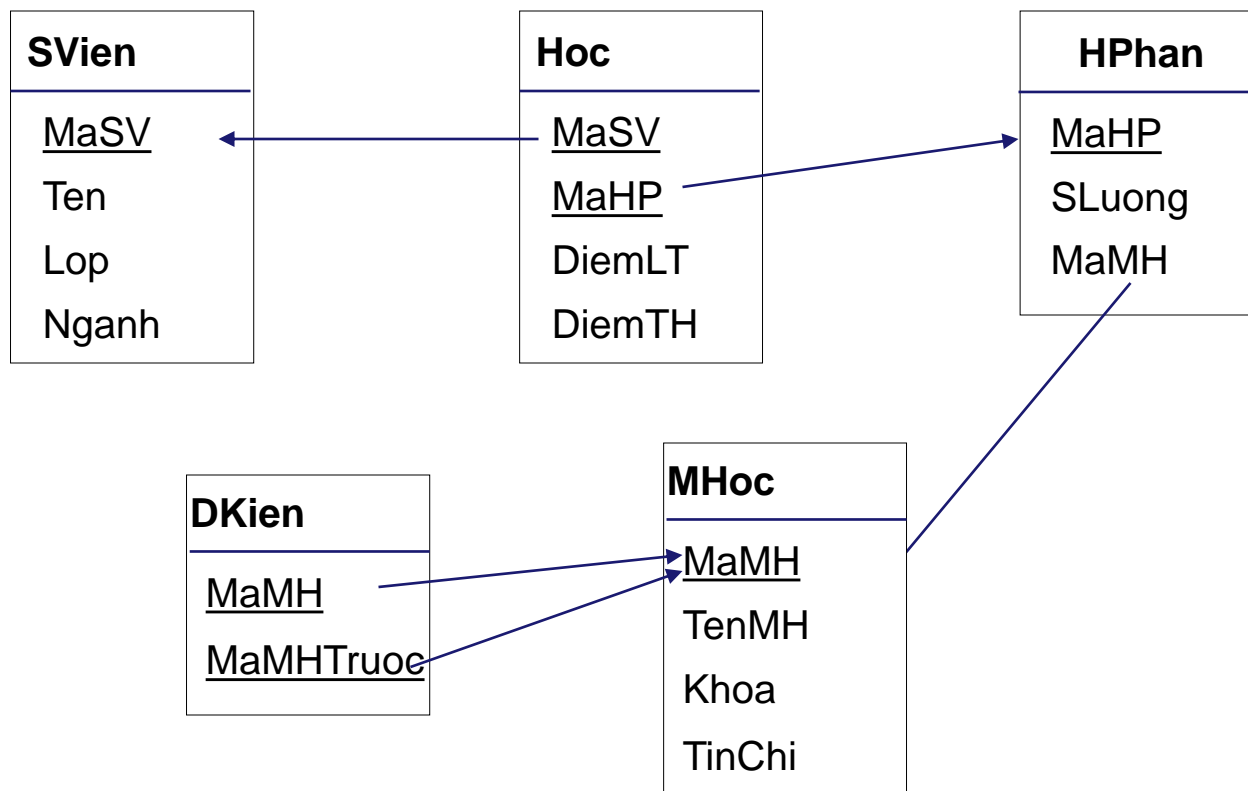 SVien
MaSV
Ten
Lop
Nganh
Hoc
MaSV
MaHP
DiemLT
DiemTH
HPhan
MaHP
SLuong
MaMH
DKien
MaMH
MaMHTruoc
MHoc
MaMH
TenMH
Khoa
TinChi